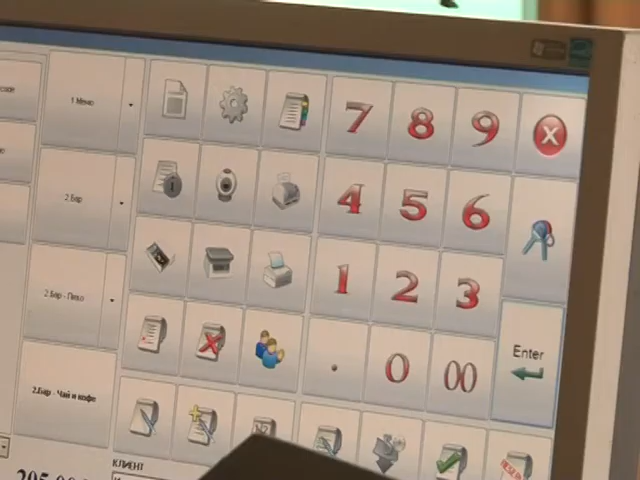 1.Меню
7 8 9
2.Бар
4 5 6
1 2 3
2.Бар - Пиво
Enter
. 0 00
2.Бар - Чай и кофе
КЛИЕНТ